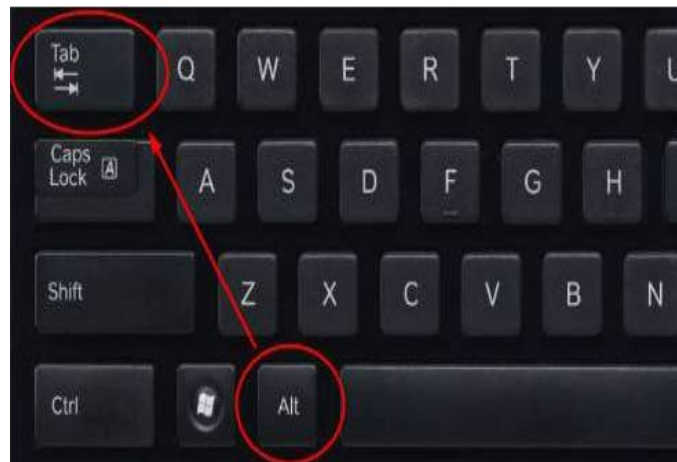 Tab
Q W E R T Y U
Caps
Lock A
A S D F G H
Shift
Z X C V B N
Ctrl
Alt